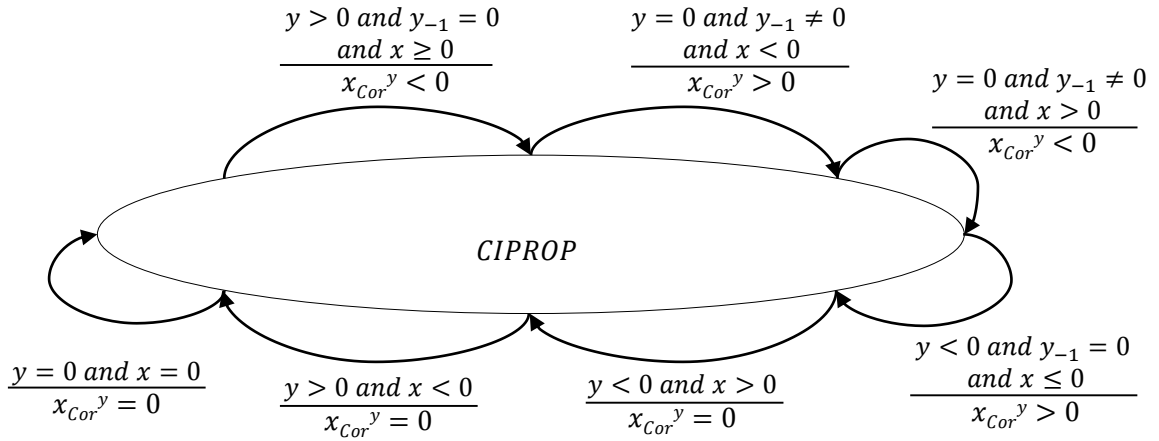 y > 0 and y₋₁ = 0
and x ≥ 0
x_Cor^y < 0
y = 0 and y₋₁ ≠ 0
and x < 0
x_Cor^y > 0
y = 0 and y₋₁ ≠ 0
and x > 0
x_Cor^y < 0
CIPROP
y = 0 and x = 0
x_Cor^y = 0
y > 0 and x < 0
x_Cor^y = 0
y < 0 and x > 0
x_Cor^y = 0
y < 0 and y₋₁ = 0
and x ≤ 0
x_Cor^y > 0